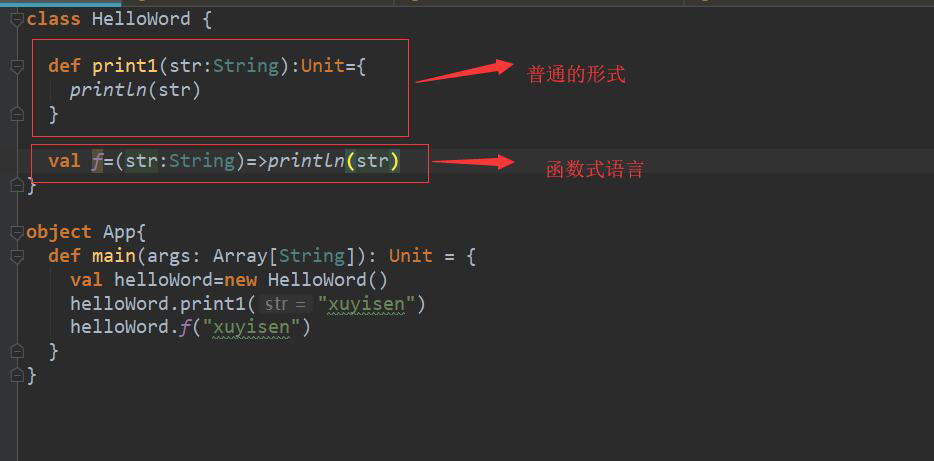 class HelloWord {
def print1(str:String):Unit={
println(str)
}
普通的形式
val f=(str:String)=>println(str)
函数式语言
}
object App{
def main(args: Array[String]): Unit = {
val helloWord=new HelloWord()
helloWord.print1( str = "xuyisen")
helloWord.f("xuyisen")
}
}